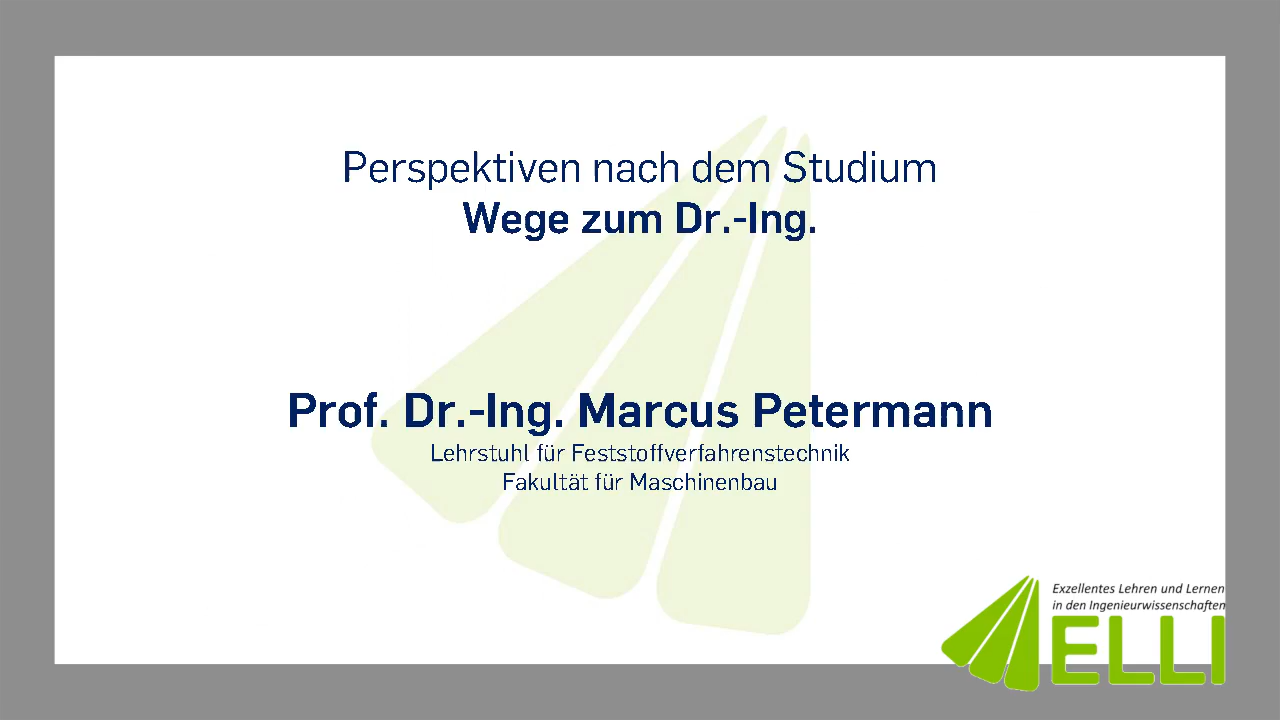 Perspektiven nach dem Studium
Wege zum Dr.-Ing.
Prof. Dr.-Ing. Marcus Petermann
Lehrstuhl für Feststoffverfahrenstechnik
Fakultät für Maschinenbau
Exzellentes Lehren und Lernen
in den Ingenieurwissenschaften
ELLI